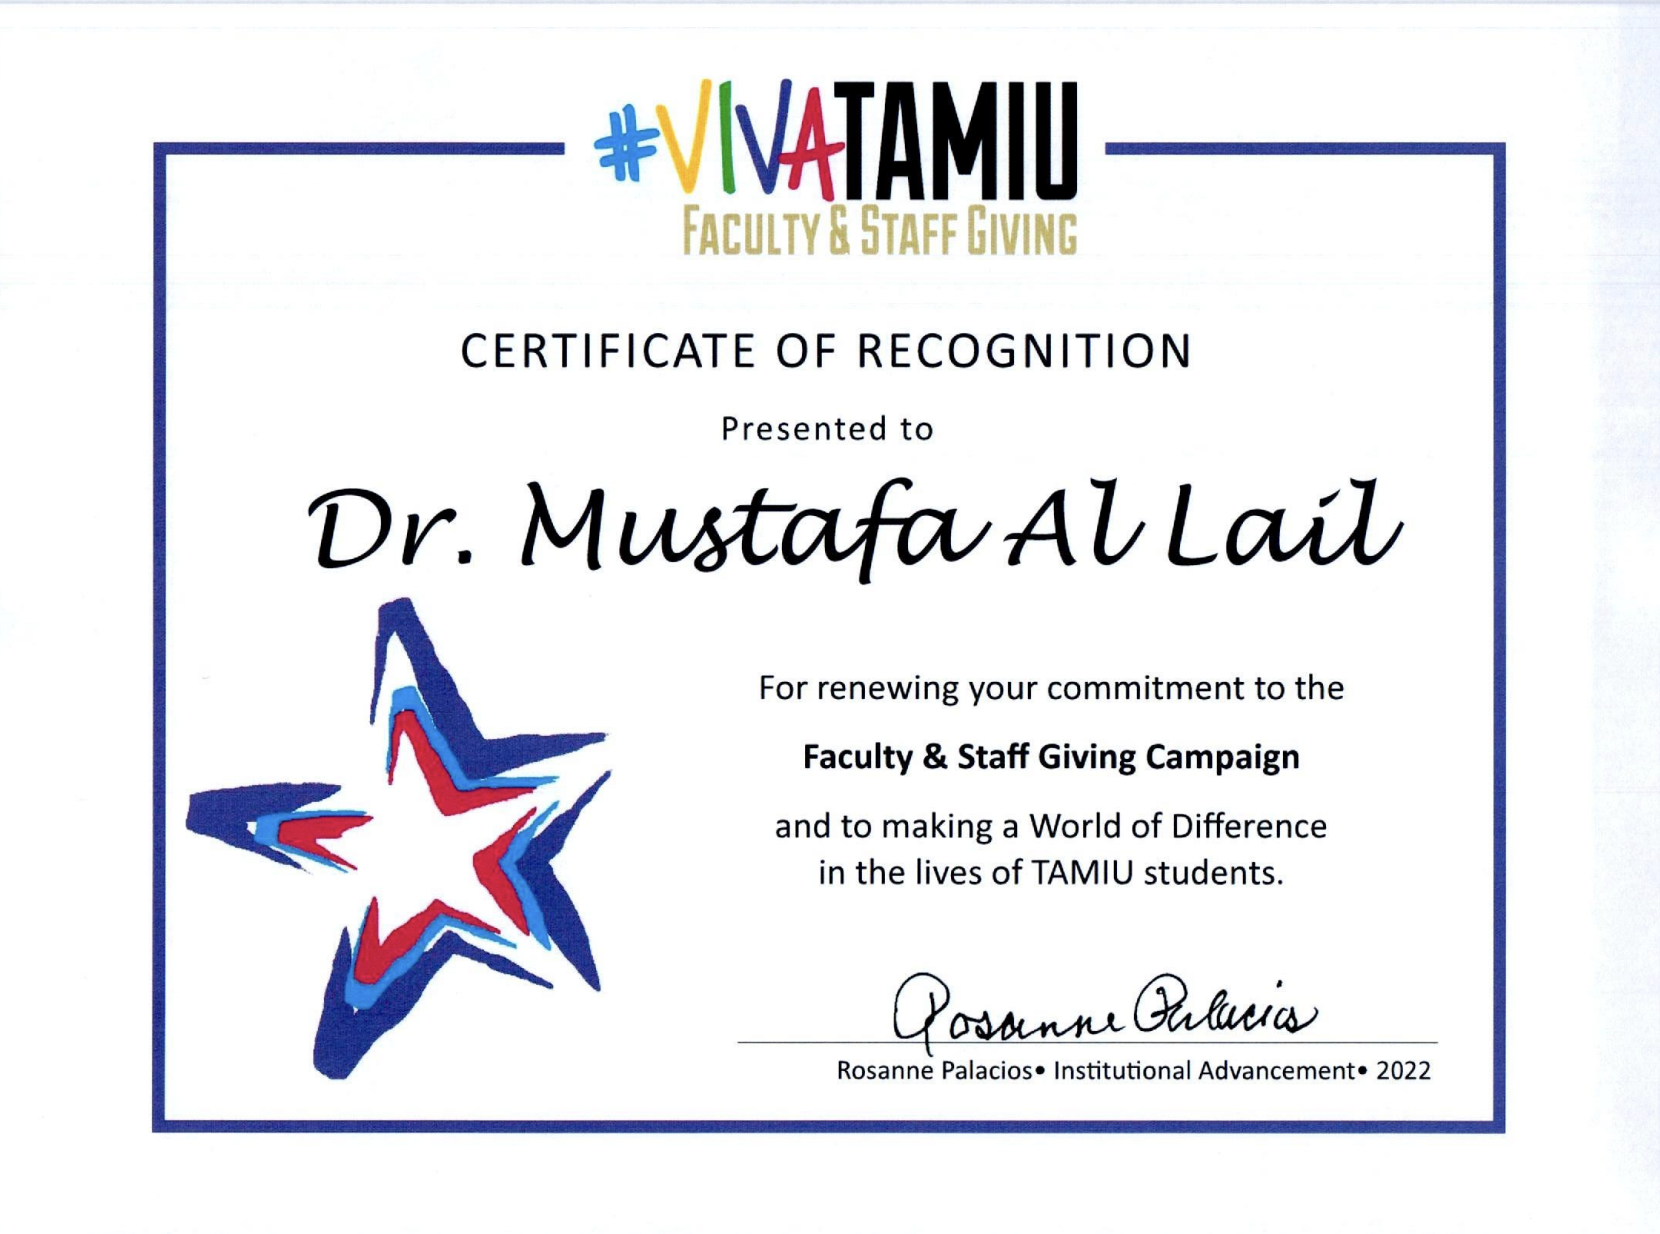 #VIVATAMIU
FACULTY & STAFF GIVING
CERTIFICATE OF RECOGNITION
Presented to
Dr. Mustafa Al Lail
For renewing your commitment to the
Faculty & Staff Giving Campaign
and to making a World of Difference
in the lives of TAMIU students.
Rosanne Palacios
Rosanne Palacios• Institutional Advancement• 2022